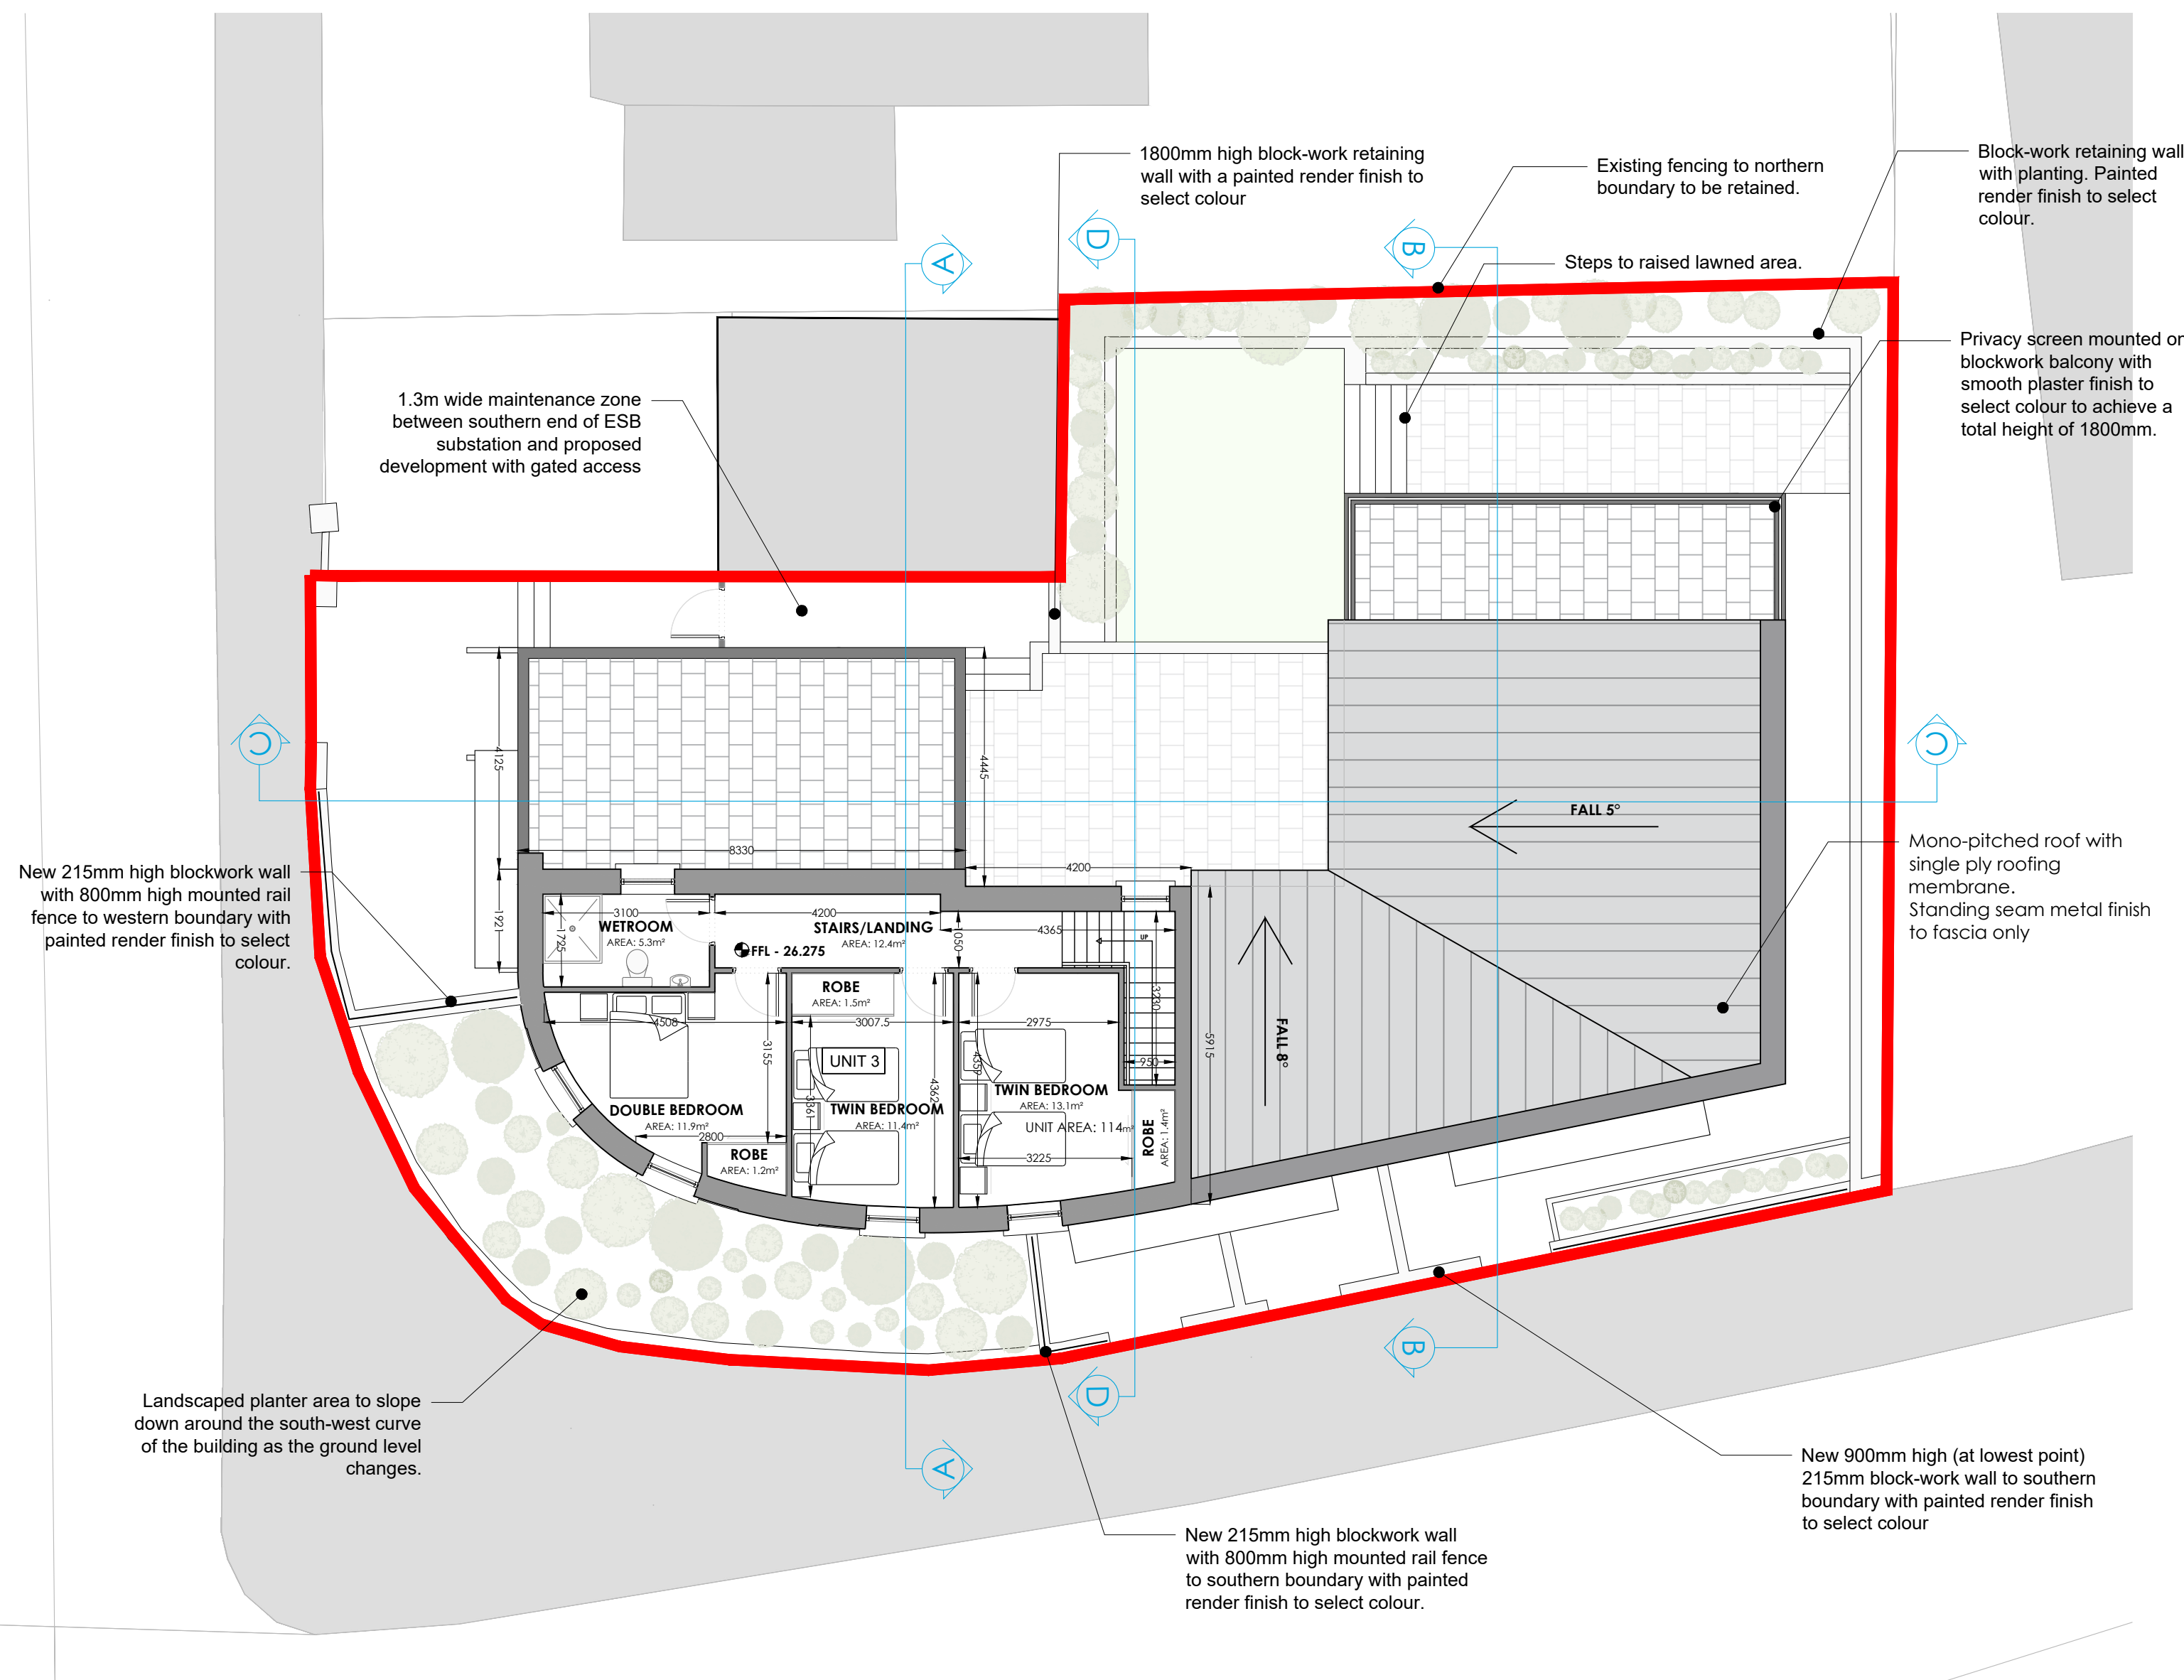 1800mm high block-work retaining
wall with a painted render finish to
select colour
Existing fencing to northern
boundary to be retained.
Block-work retaining wall
with planting. Painted
render finish to select
colour.
Steps to raised lawned area.
D
B
A
Privacy screen mounted on
blockwork balcony with
smooth plaster finish to
select colour to achieve a
total height of 1800mm.
1.3m wide maintenance zone
between southern end of ESB
substation and proposed
development with gated access
C
C
4125
4445
FALL 5°
8330
4200
Mono-pitched roof with
single ply roofing
membrane.
Standing seam metal finish
to fascia only
New 215mm high blockwork wall
with 800mm high mounted rail
fence to western boundary with
painted render finish to select
colour.
1921
3100
WETROOM
AREA: 5.3m²
1725
4200
STAIRS/LANDING
AREA: 12.4m²
FFL - 26.275
1050
4365
UP
3230
950
5915
FALL 8°
ROBE
AREA: 1.5m²
4508
3007.5
2975
3155
UNIT 3
3361
4362
4359
DOUBLE BEDROOM
AREA: 11.9m²
2800
ROBE
AREA: 1.2m²
TWIN BEDROOM
AREA: 11.4m²
TWIN BEDROOM
AREA: 13.1m²
UNIT AREA: 114m²
3225
ROBE
AREA: 1.4m²
B
D
A
Landscaped planter area to slope
down around the south-west curve
of the building as the ground level
changes.
New 900mm high (at lowest point)
215mm block-work wall to southern
boundary with painted render finish
to select colour
New 215mm high blockwork wall
with 800mm high mounted rail fence
to southern boundary with painted
render finish to select colour.